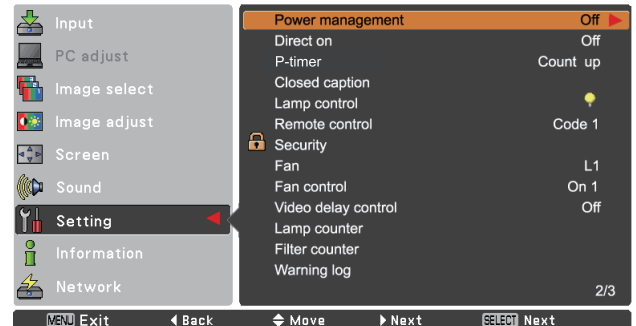 Input
PC adjust
Image select
Image adjust
Screen
Sound
Setting
Information
Network
Power management Off
Direct on Off
P-timer Count up
Closed caption
Lamp control
Remote control Code 1
Security
Fan L1
Fan control On 1
Video delay control Off
Lamp counter
Filter counter
Warning log
2/3
MENU Exit Back Move Next SELECT Next